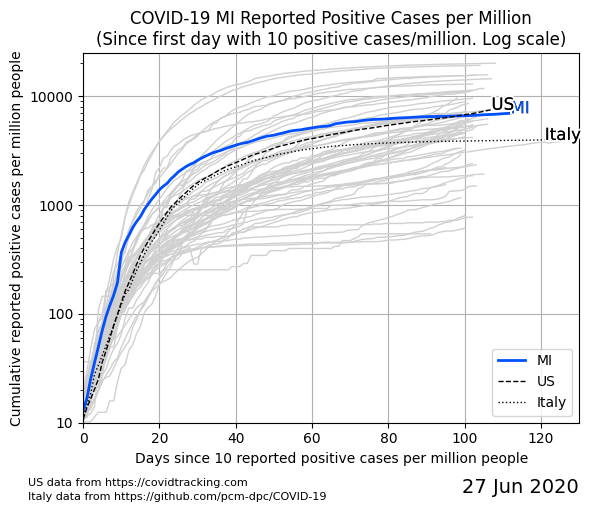 COVID-19 MI Reported Positive Cases per Million
(Since first day with 10 positive cases/million. Log scale)
Cumulative reported positive cases per million people
10000
1000
100
10
US
MI
Italy
MI
US
Italy
0
20
40
60
80
100
120
Days since 10 reported positive cases per million people
US data from https://covidtracking.com
Italy data from https://github.com/pcm-dpc/COVID-19
27 Jun 2020